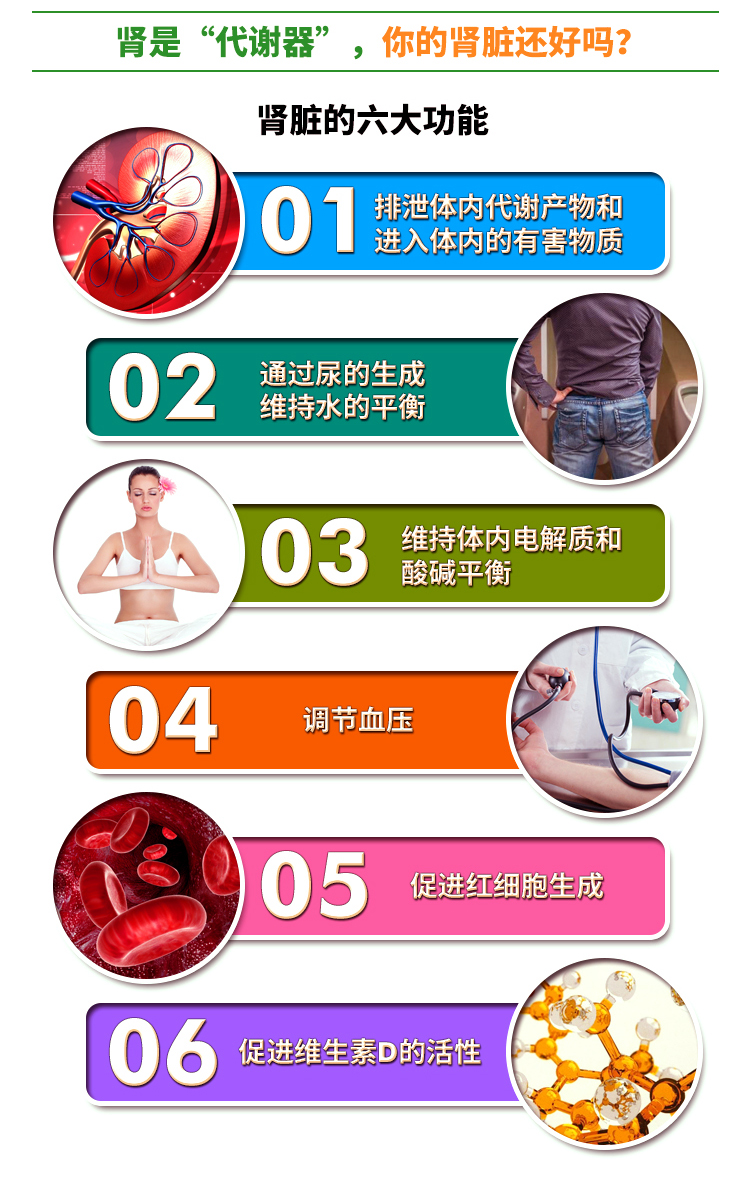 肾是“代谢器”，你的肾脏还好吗？
肾脏的六大功能
01
排泄体内代谢产物和
进入体内的有害物质
02
通过尿的生成
维持水的平衡
03
维持体内电解质和
酸碱平衡
04
调节血压
05
促进红细胞生成
06
促进维生素D的活性